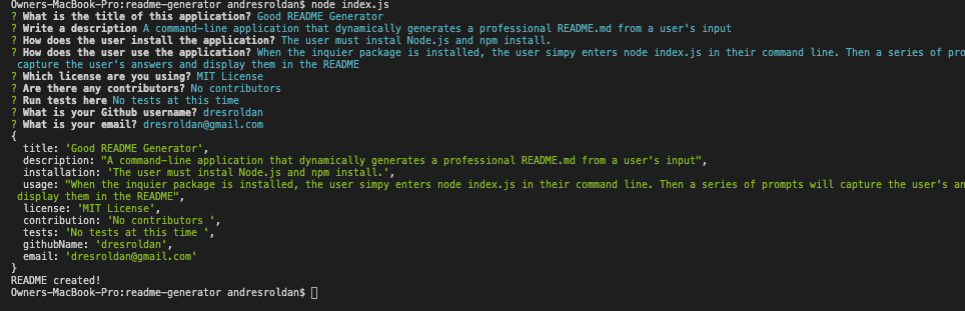 Owners-MacBook-Pro:readme-generator andresroldan$ node index.js
? What is the title of this application? Good README Generator
? Write a description A command-line application that dynamically generates a professional README.md from a user's input
? How does the user install the application? The user must instal Node.js and npm install.
? How does the user use the application? When the inquier package is installed, the user simpy enters node index.js in their command line. Then a series of pro
capture the user's answers and display them in the README
? Which license are you using? MIT License
? Are there any contributors? No contributors
? Run tests here No tests at this time
? What is your Github username? dresroldan
? What is your email? dresroldan@gmail.com
{
title: 'Good README Generator',
description: "A command-line application that dynamically generates a professional README.md from a user's input",
installation: 'The user must instal Node.js and npm install.',
usage: "When the inquier package is installed, the user simpy enters node index.js in their command line. Then a series of prompts will capture the user's an
display them in the README",
license: 'MIT License',
contribution: 'No contributors ',
tests: 'No tests at this time ',
githubName: 'dresroldan',
email: 'dresroldan@gmail.com'
}
README created!
Owners-MacBook-Pro:readme-generator andresroldan$